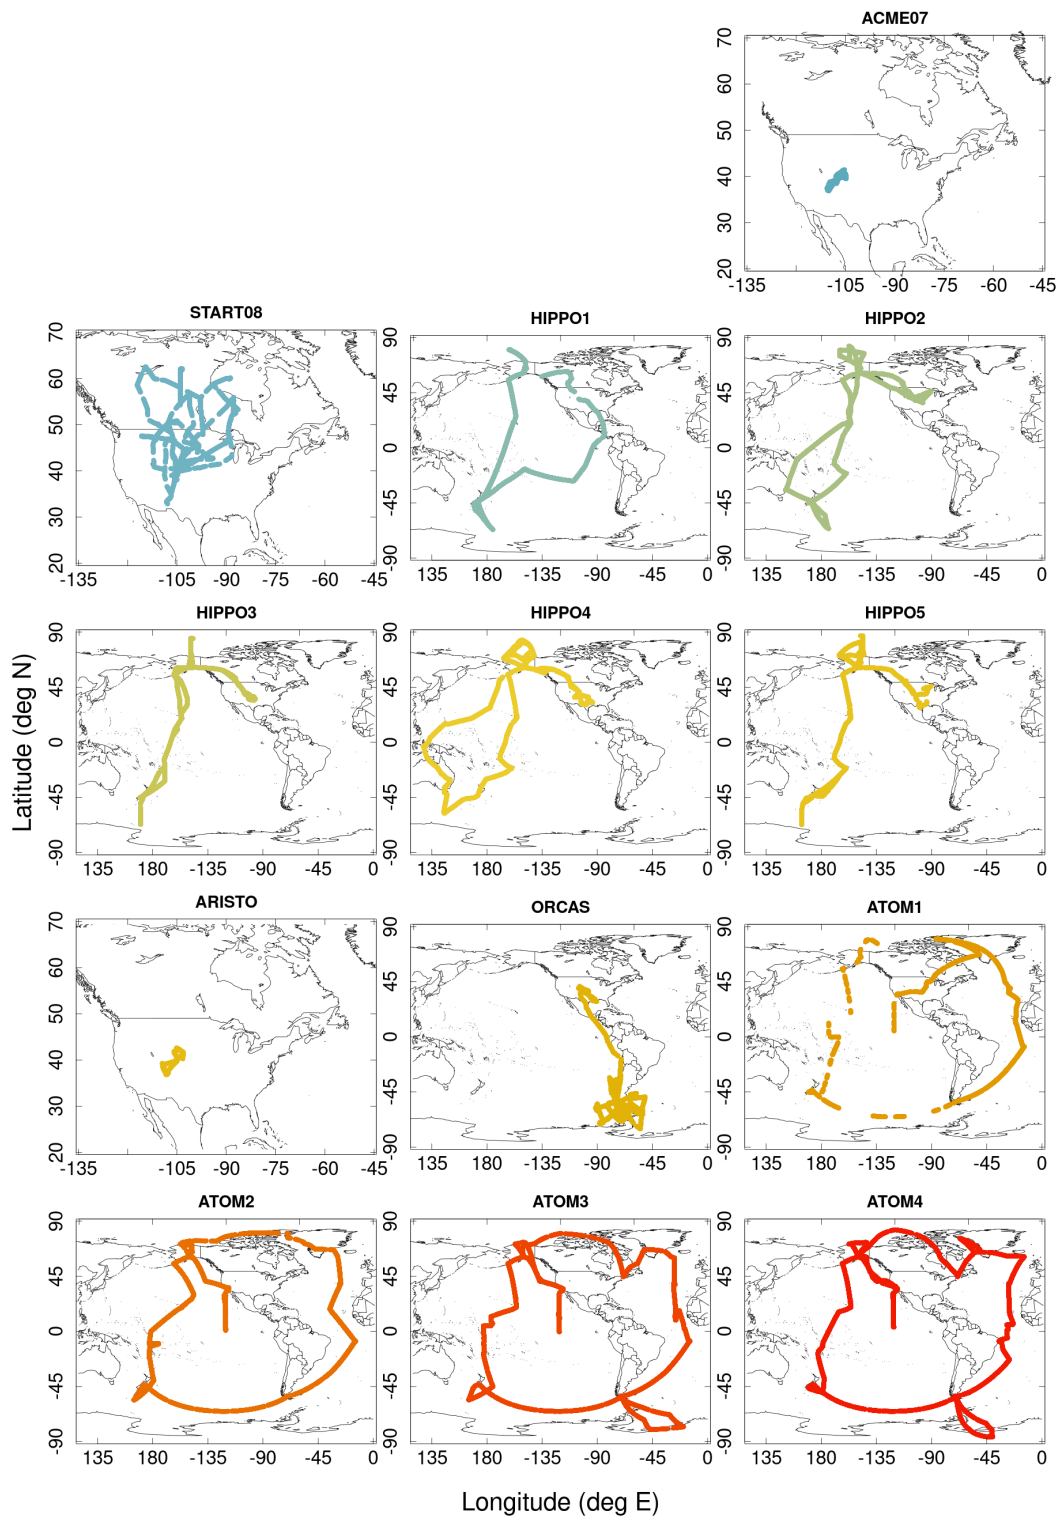 ACME07
70
60
50
40
30
20
-135 -105 -90 -75 -60 -45
START08 HIPPO1 HIPPO2
70 90 90
60 45 45
50 0 0
40 -45 -45
30 -90 -90
20
-135 -105 -90 -75 -60 -45 135 180 -135 -90 -45 0 135 180 -135 -90 -45 0
HIPPO3 HIPPO4 HIPPO5
90 90 90
45 45 45
0 0 0
-45 -45 -45
-90 -90 -90
135 180 -135 -90 -45 0 135 180 -135 -90 -45 0 135 180 -135 -90 -45 0
ARISTO ORCAS ATOM1
70 90 90
60 45 45
50 0 0
40 -45 -45
30 -90 -90
20
-135 -105 -90 -75 -60 -45 135 180 -135 -90 -45 0 135 180 -135 -90 -45 0
ATOM2 ATOM3 ATOM4
90 90 90
45 45 45
0 0 0
-45 -45 -45
-90 -90 -90
135 180 -135 -90 -45 0 135 180 -135 -90 -45 0 135 180 -135 -90 -45 0
Latitude (deg N)
Longitude (deg E)